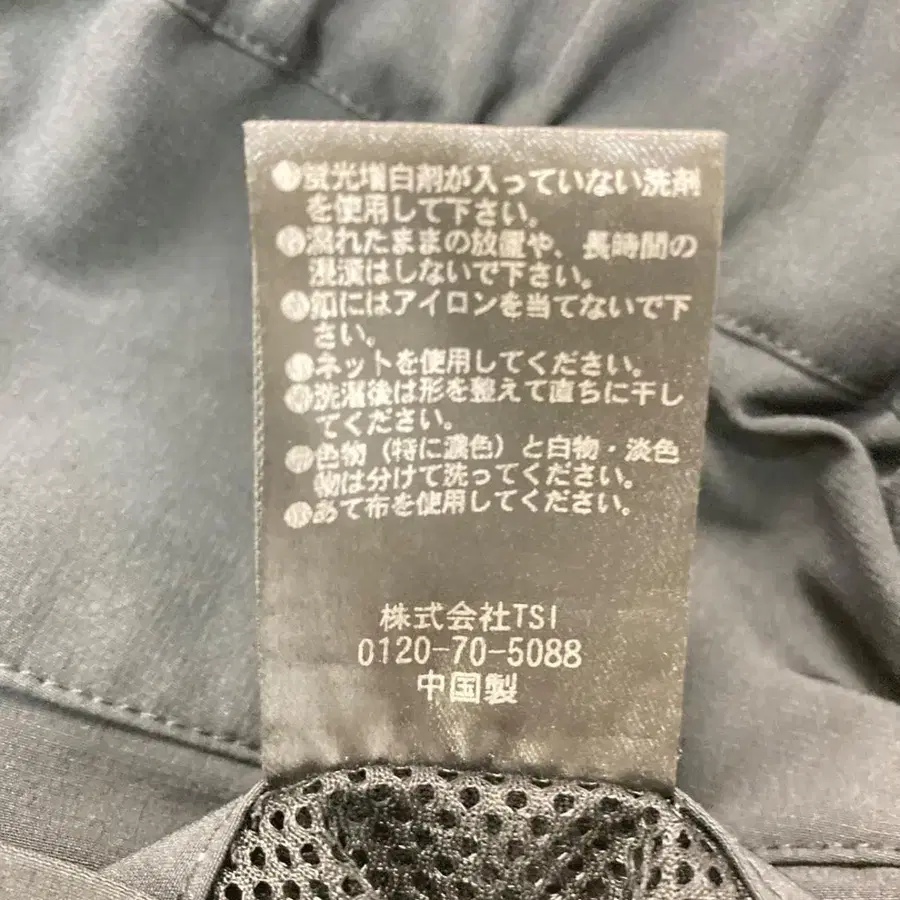 蛍光増白剤が入っていない洗剤
を使用して下さい。
濡れたままの放置や、長時間の
浸漬はしないで下さい。
釦にはアイロンを当てないで下
さい。
ネットを使用してください。
洗濯後は形を整えて直ちに干し
てください。
色物（特に濃色）と白物・淡色
物は分けて洗ってください。
あて布を使用してください。
株式会社TSI
0120-70-5088
中国製